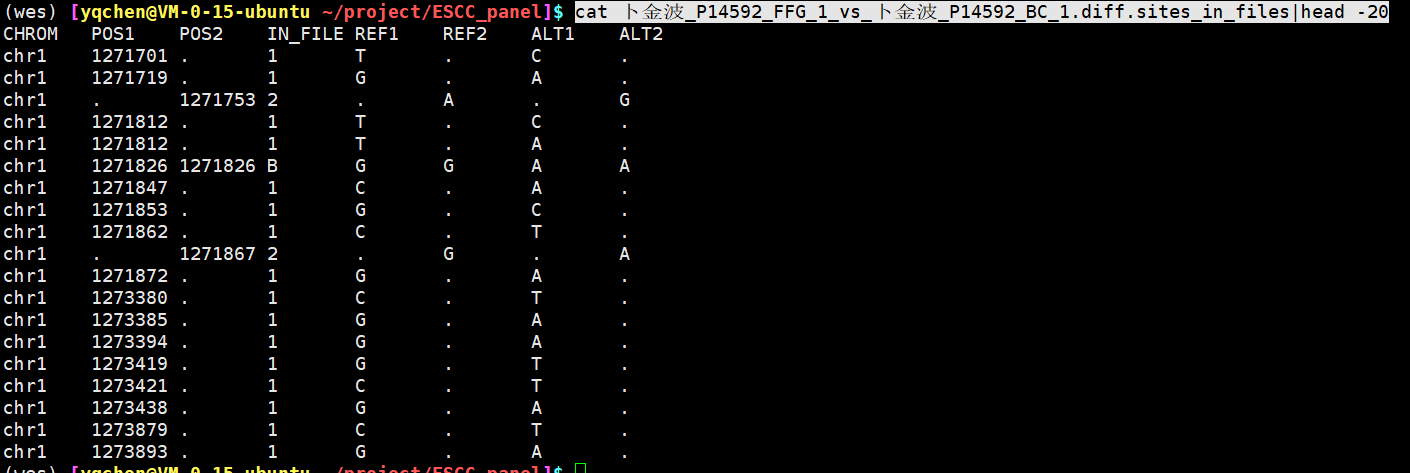 (wes) [yqchen@VM-0-15-ubuntu ~/project/ESCC_panel]$ cat 卜金波_P14592_FFG_1_vs_卜金波_P14592_BC_1.diff.sites_in_files|head -20
CHROM POS1 POS2 IN_FILE REF1 REF2 ALT1 ALT2
chr1 1271701 . 1 T . C .
chr1 1271719 . 1 G . A .
chr1 . 1271753 2 . A . G
chr1 1271812 . 1 T . C .
chr1 1271812 . 1 T . A .
chr1 1271826 1271826 B G G A A
chr1 1271847 . 1 C . A .
chr1 1271853 . 1 G . C .
chr1 1271862 . 1 C . T .
chr1 . 1271867 2 . G . A
chr1 1271872 . 1 G . A .
chr1 1273380 . 1 C . T .
chr1 1273385 . 1 G . A .
chr1 1273394 . 1 G . A .
chr1 1273419 . 1 G . T .
chr1 1273421 . 1 C . T .
chr1 1273438 . 1 G . A .
chr1 1273879 . 1 C . T .
chr1 1273893 . 1 G . A .
(wes) [yqchen@VM-0-15-ubuntu ~/project/ESCC_panel]$